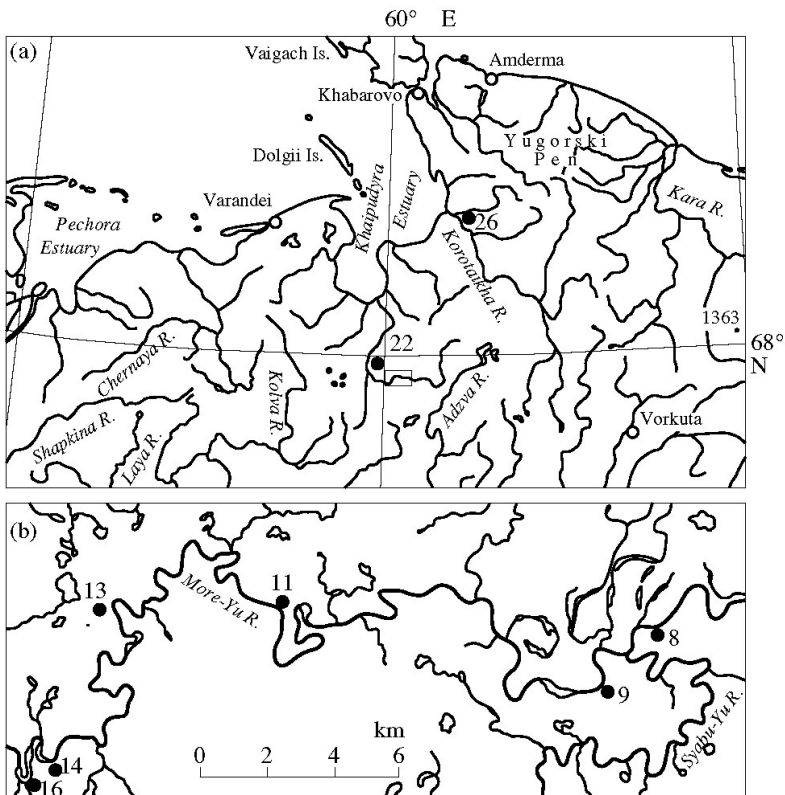 60° E
(a)
Vaigach Is.
Amderma
Khabarovo
Yugorski
Pen
Dolgii Is.
Khaipudyra
Estuary
Varandei
Kara R.
Pechora
Estuary
26
Korotaikha R.
1363
22
68°
N
Chernaya R.
Kolva R.
Adzva R.
Vorkuta
Shapkina R.
Laya R.
(b)
More-Yu R.
11
13
8
9
Syabu-Yu R.
km
0 2 4 6
14
16